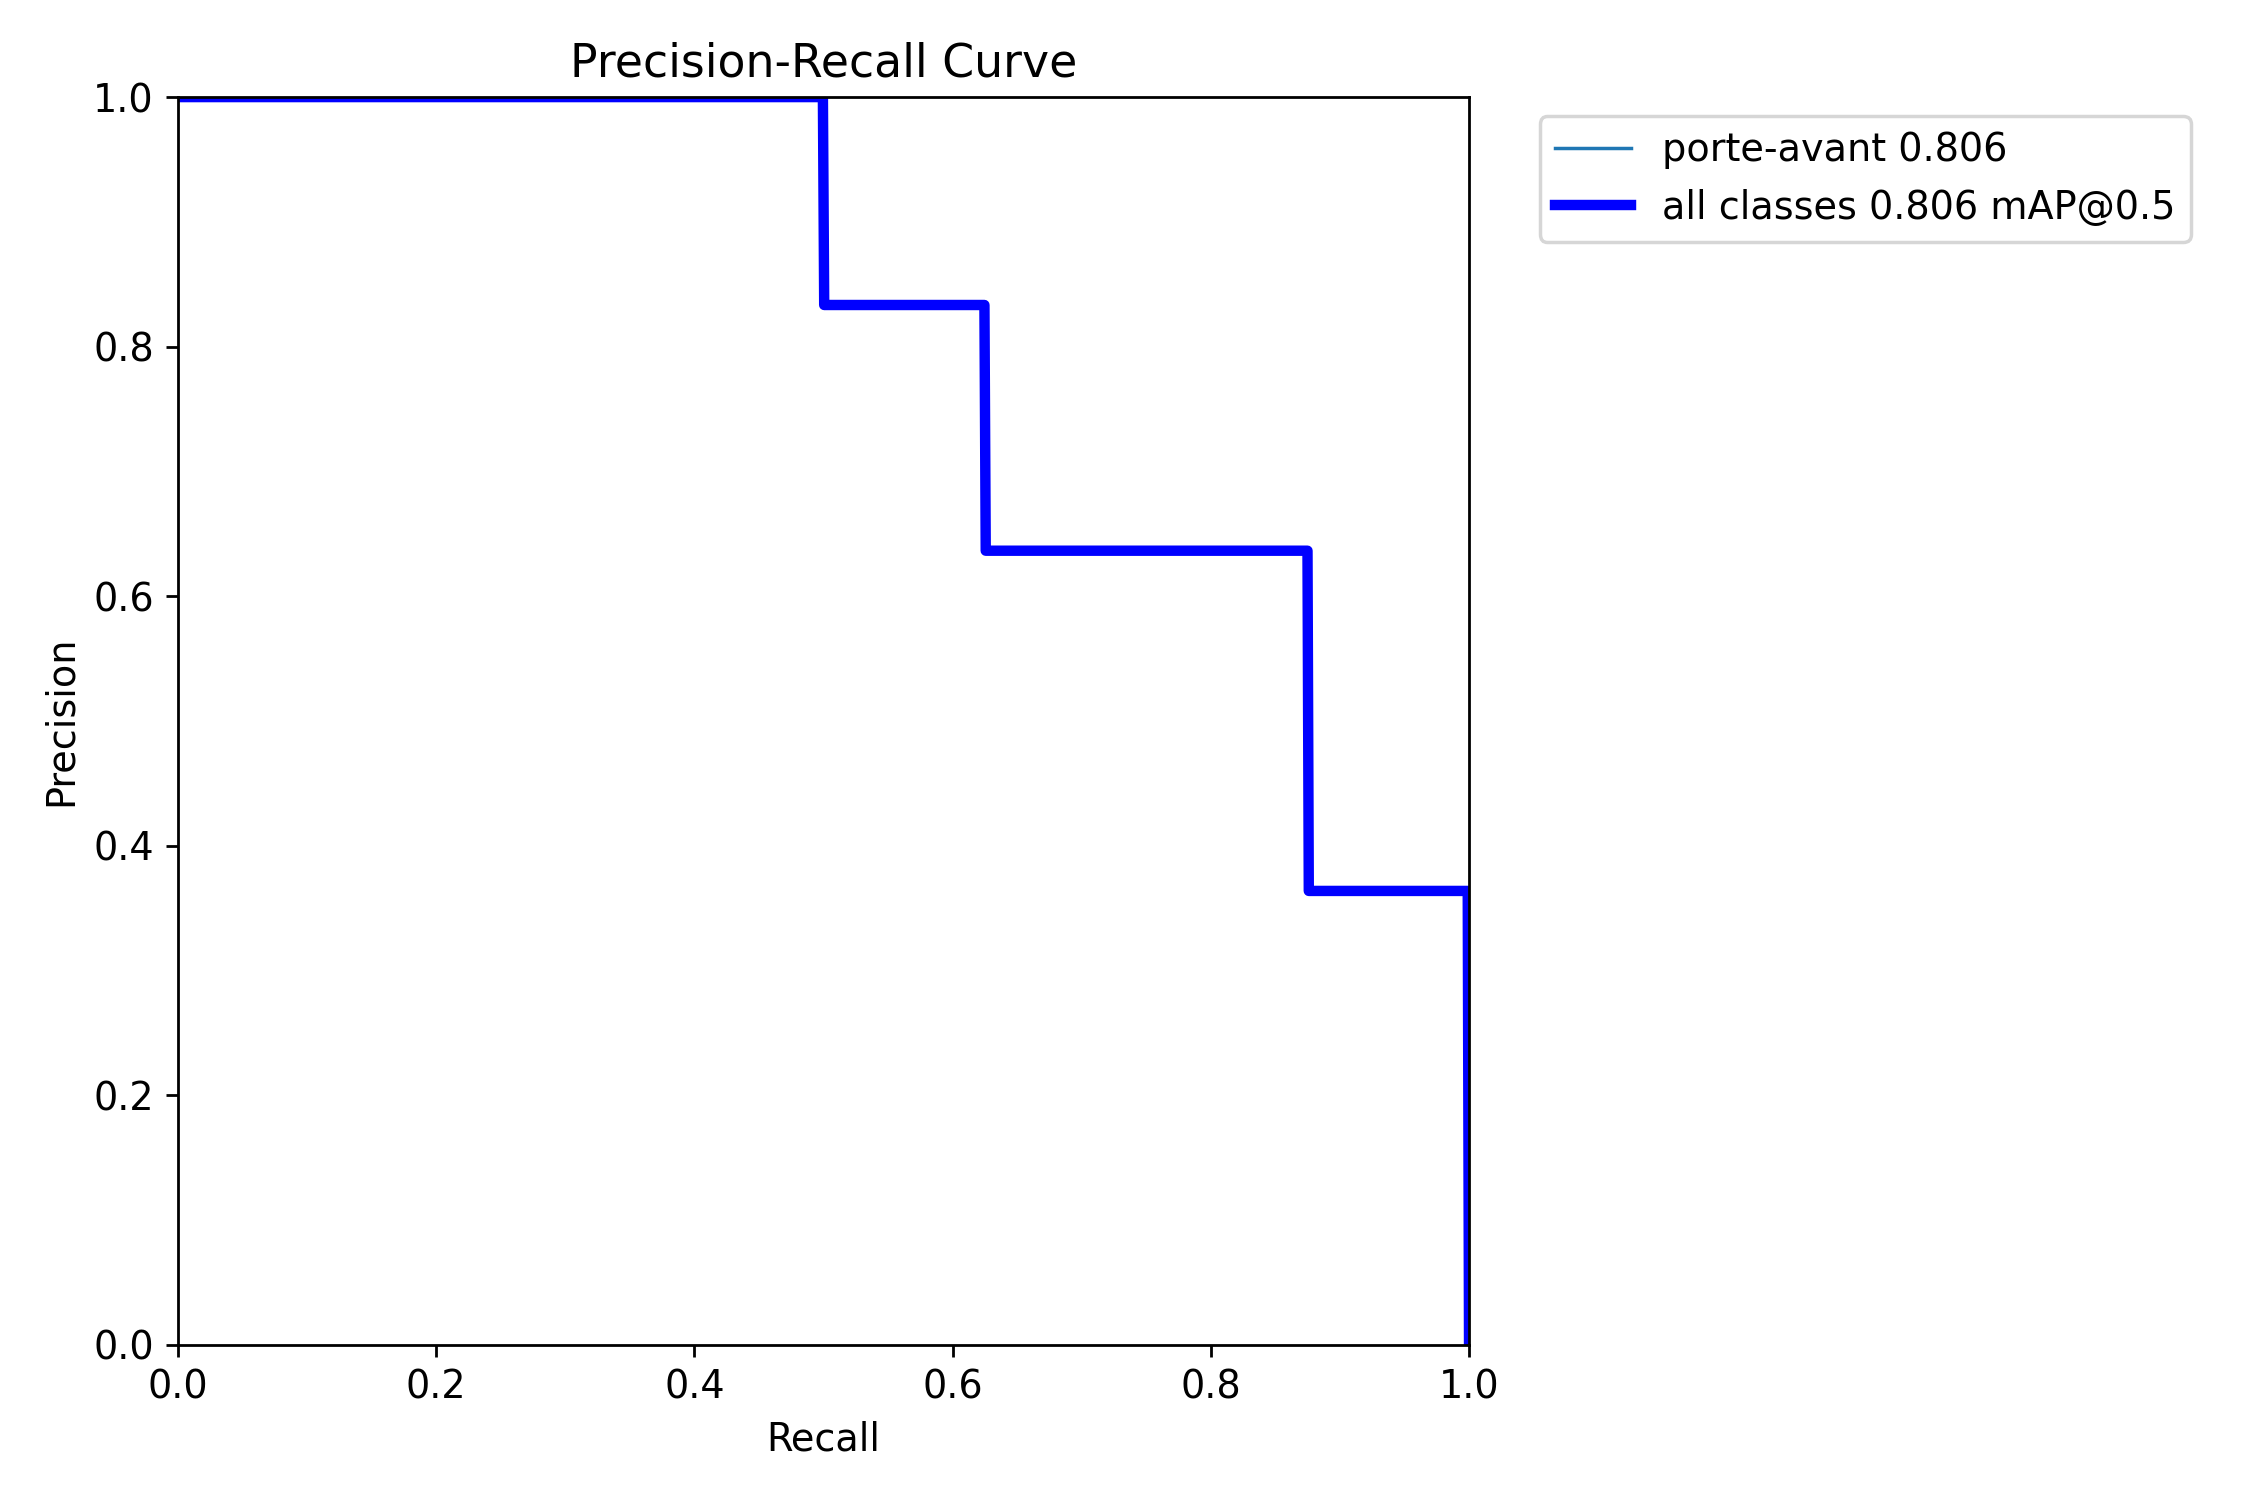 Precision-Recall Curve
1.0
0.8
0.6
0.4
0.2
0.0
Precision
0.0 0.2 0.4 0.6 0.8 1.0
Recall
porte-avant 0.806
all classes 0.806 mAP@0.5